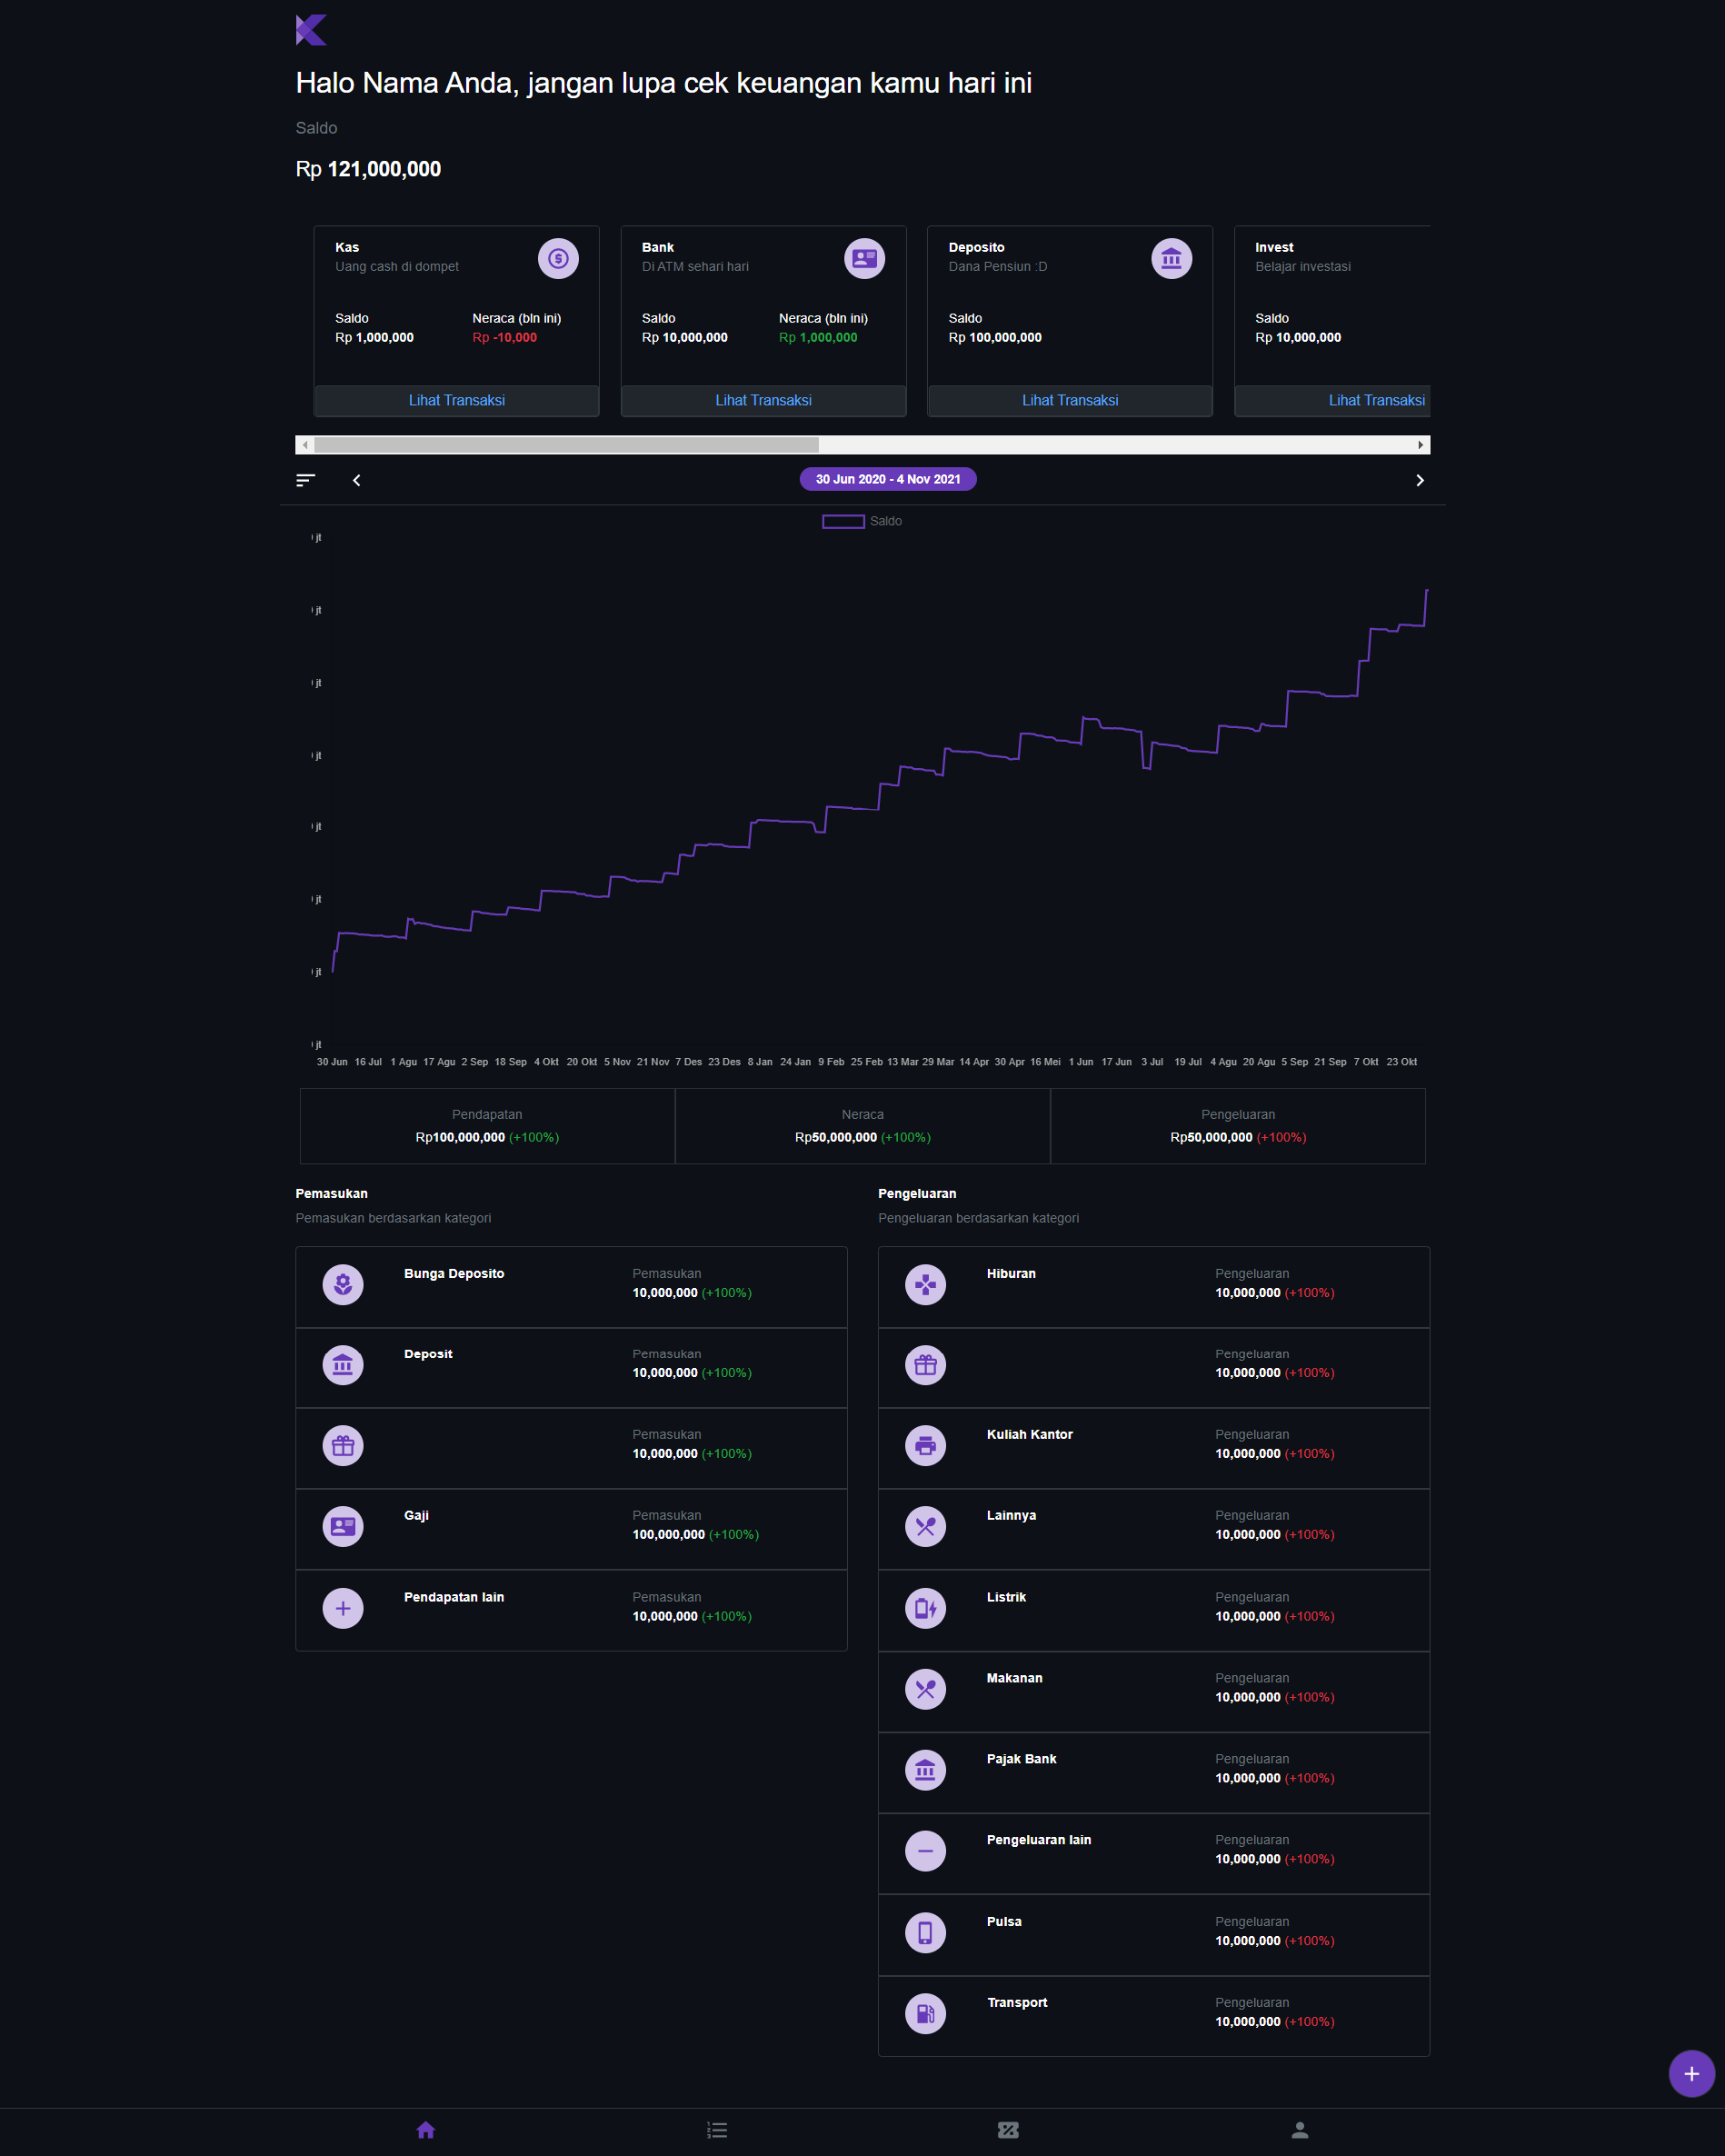 Halo Nama Anda, jangan lupa cek keuangan kamu hari ini
Saldo
Rp 121,000,000
Kas
Uang cash di dompet
Saldo
Rp 1,000,000
Neraca (bln ini)
Rp -10,000
Lihat Transaksi
Bank
Di ATM sehari hari
Saldo
Rp 10,000,000
Neraca (bln ini)
Rp 1,000,000
Lihat Transaksi
Deposito
Dana Pensiun :D
Saldo
Rp 100,000,000
Lihat Transaksi
Invest
Belajar investasi
Saldo
Rp 10,000,000
Lihat Transaksi
30 Jun 2020 - 4 Nov 2021
Saldo
jt
jt
jt
jt
jt
jt
jt
jt
30 Jun 16 Jul 1 Agu 17 Agu 2 Sep 18 Sep 4 Okt 20 Okt 5 Nov 21 Nov 7 Des 23 Des 8 Jan 24 Jan 9 Feb 25 Feb 13 Mar 29 Mar 14 Apr 30 Apr 16 Mei 1 Jun 17 Jun 3 Jul 19 Jul 4 Agu 20 Agu 5 Sep 21 Sep 7 Okt 23 Okt
Pendapatan
Rp100,000,000 (+100%)
Neraca
Rp50,000,000 (+100%)
Pengeluaran
Rp50,000,000 (+100%)
Pemasukan
Pemasukan berdasarkan kategori
Bunga Deposito
Pemasukan
10,000,000 (+100%)
Deposit
Pemasukan
10,000,000 (+100%)
Pemasukan
10,000,000 (+100%)
Gaji
Pemasukan
100,000,000 (+100%)
Pendapatan lain
Pemasukan
10,000,000 (+100%)
Pengeluaran
Pengeluaran berdasarkan kategori
Hiburan
Pengeluaran
10,000,000 (+100%)
Pengeluaran
10,000,000 (+100%)
Kuliah Kantor
Pengeluaran
10,000,000 (+100%)
Lainnya
Pengeluaran
10,000,000 (+100%)
Listrik
Pengeluaran
10,000,000 (+100%)
Makanan
Pengeluaran
10,000,000 (+100%)
Pajak Bank
Pengeluaran
10,000,000 (+100%)
Pengeluaran lain
Pengeluaran
10,000,000 (+100%)
Pulsa
Pengeluaran
10,000,000 (+100%)
Transport
Pengeluaran
10,000,000 (+100%)